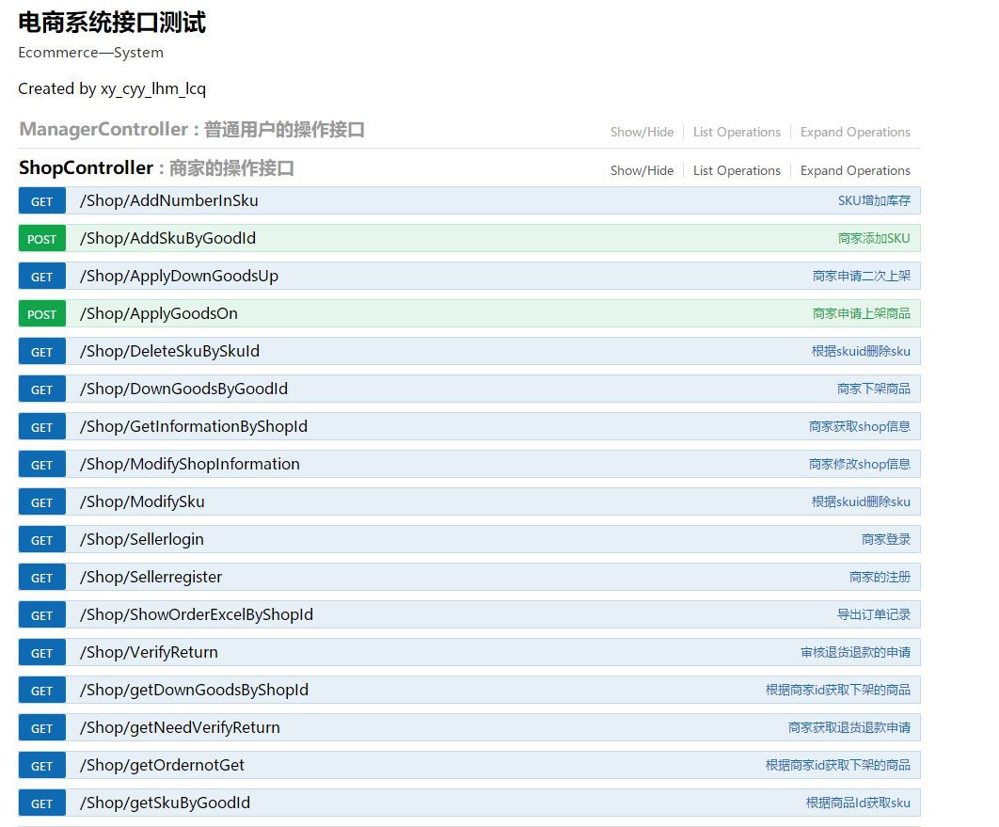 电商系统接口测试
Ecommerce—System
Created by xy_cyy_lhm_lcq
ManagerController : 普通用户的操作接口 Show/Hide List Operations Expand Operations
ShopController : 商家的操作接口 Show/Hide List Operations Expand Operations
GET /Shop/AddNumberInSku SKU增加库存
POST /Shop/AddSkuByGoodId 商家添加SKU
GET /Shop/ApplyDownGoodsUp 商家申请二次上架
POST /Shop/ApplyGoodsOn 商家申请上架商品
GET /Shop/DeleteSkuBySkuId 根据skuid删除sku
GET /Shop/DownGoodsByGoodId 商家下架商品
GET /Shop/GetInformationByShopId 商家获取shop信息
GET /Shop/ModifyShopInformation 商家修改shop信息
GET /Shop/ModifySku 根据skuid删除sku
GET /Shop/Sellerlogin 商家登录
GET /Shop/Sellerregister 商家的注册
GET /Shop/ShowOrderExcelByShopId 导出订单记录
GET /Shop/VerifyReturn 审核退货退款的申请
GET /Shop/getDownGoodsByShopId 根据商家id获取下架的商品
GET /Shop/getNeedVerifyReturn 商家获取退货退款申请
GET /Shop/getOrdernotGet 根据商家id获取下架的商品
GET /Shop/getSkuByGoodId 根据商品Id获取sku